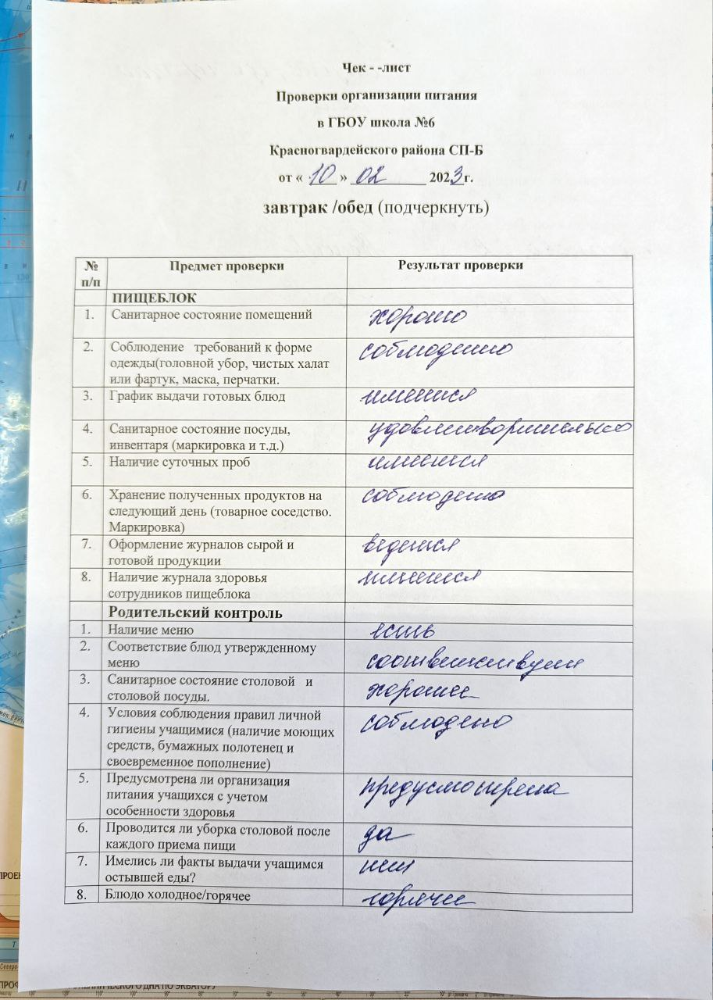 Чек - -лист
Проверки организации питания
в ГБОУ школа №6
Красногвардейского района СП-Б
от « 10 » 02 2023г.
завтрак /обед (подчеркнуть)
№ Предмет проверки Результат проверки
п/п
ПИЩЕБЛОК
1. Санитарное состояние помещений хорошо
2. Соблюдение требований к форме соблюдено
одежды(головной убор, чистых халат
или фартук, маска, перчатки.
3. График выдачи готовых блюд имеется
4. Санитарное состояние посуды, удовлетворительно
инвентаря (маркировка и т.д.)
5. Наличие суточных проб имеется
6. Хранение полученных продуктов на соблюдено
следующий день (товарное соседство.
Маркировка)
7. Оформление журналов сырой и ведется
готовой продукции
8. Наличие журнала здоровья имеется
сотрудников пищеблока
Родительский контроль
1. Наличие меню есть
2. Соответствие блюд утвержденному
меню соответствует
3. Санитарное состояние столовой и хорошее
столовой посуды.
4. Условия соблюдения правил личной соблюдено
гигиены учащимися (наличие моющих
средств, бумажных полотенец и
своевременное пополнение)
5. Предусмотрена ли организация предусмотрена
питания учащихся с учетом
особенности здоровья
6. Проводится ли уборка столовой после да
каждого приема пищи
7. Имелись ли факты выдачи учащимся нет
остывшей еды?
8. Блюдо холодное/горячее горячее